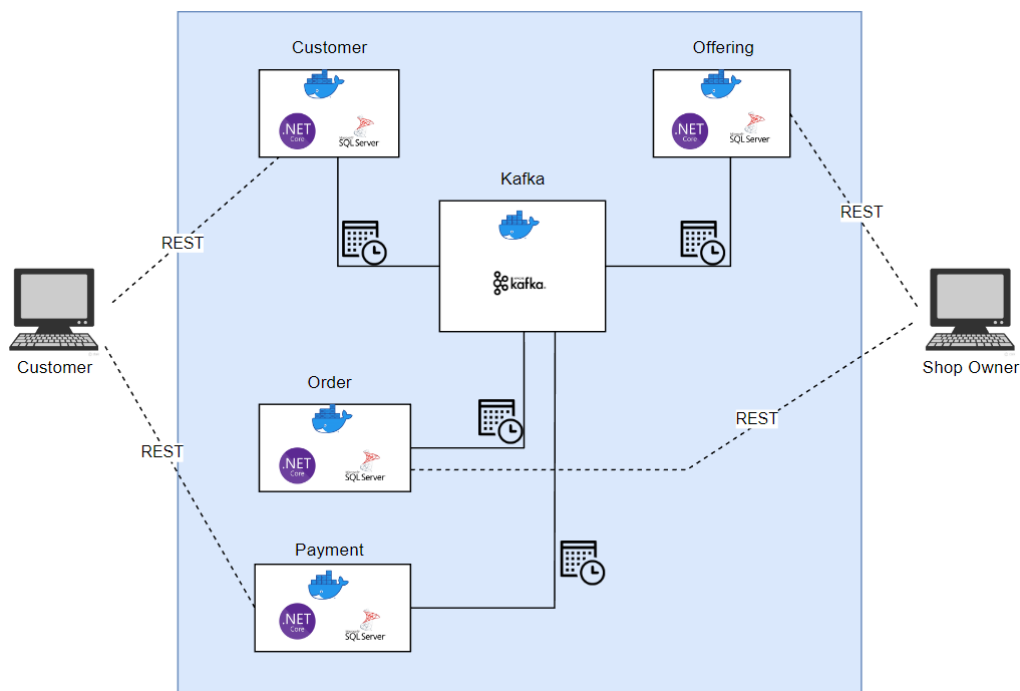 Customer
Offering
.NET
Core
SQL Server
.NET
Core
SQL Server
Kafka
kafka.
REST
REST
Customer
Shop Owner
Order
.NET
Core
SQL Server
REST
REST
Payment
.NET
Core
SQL Server